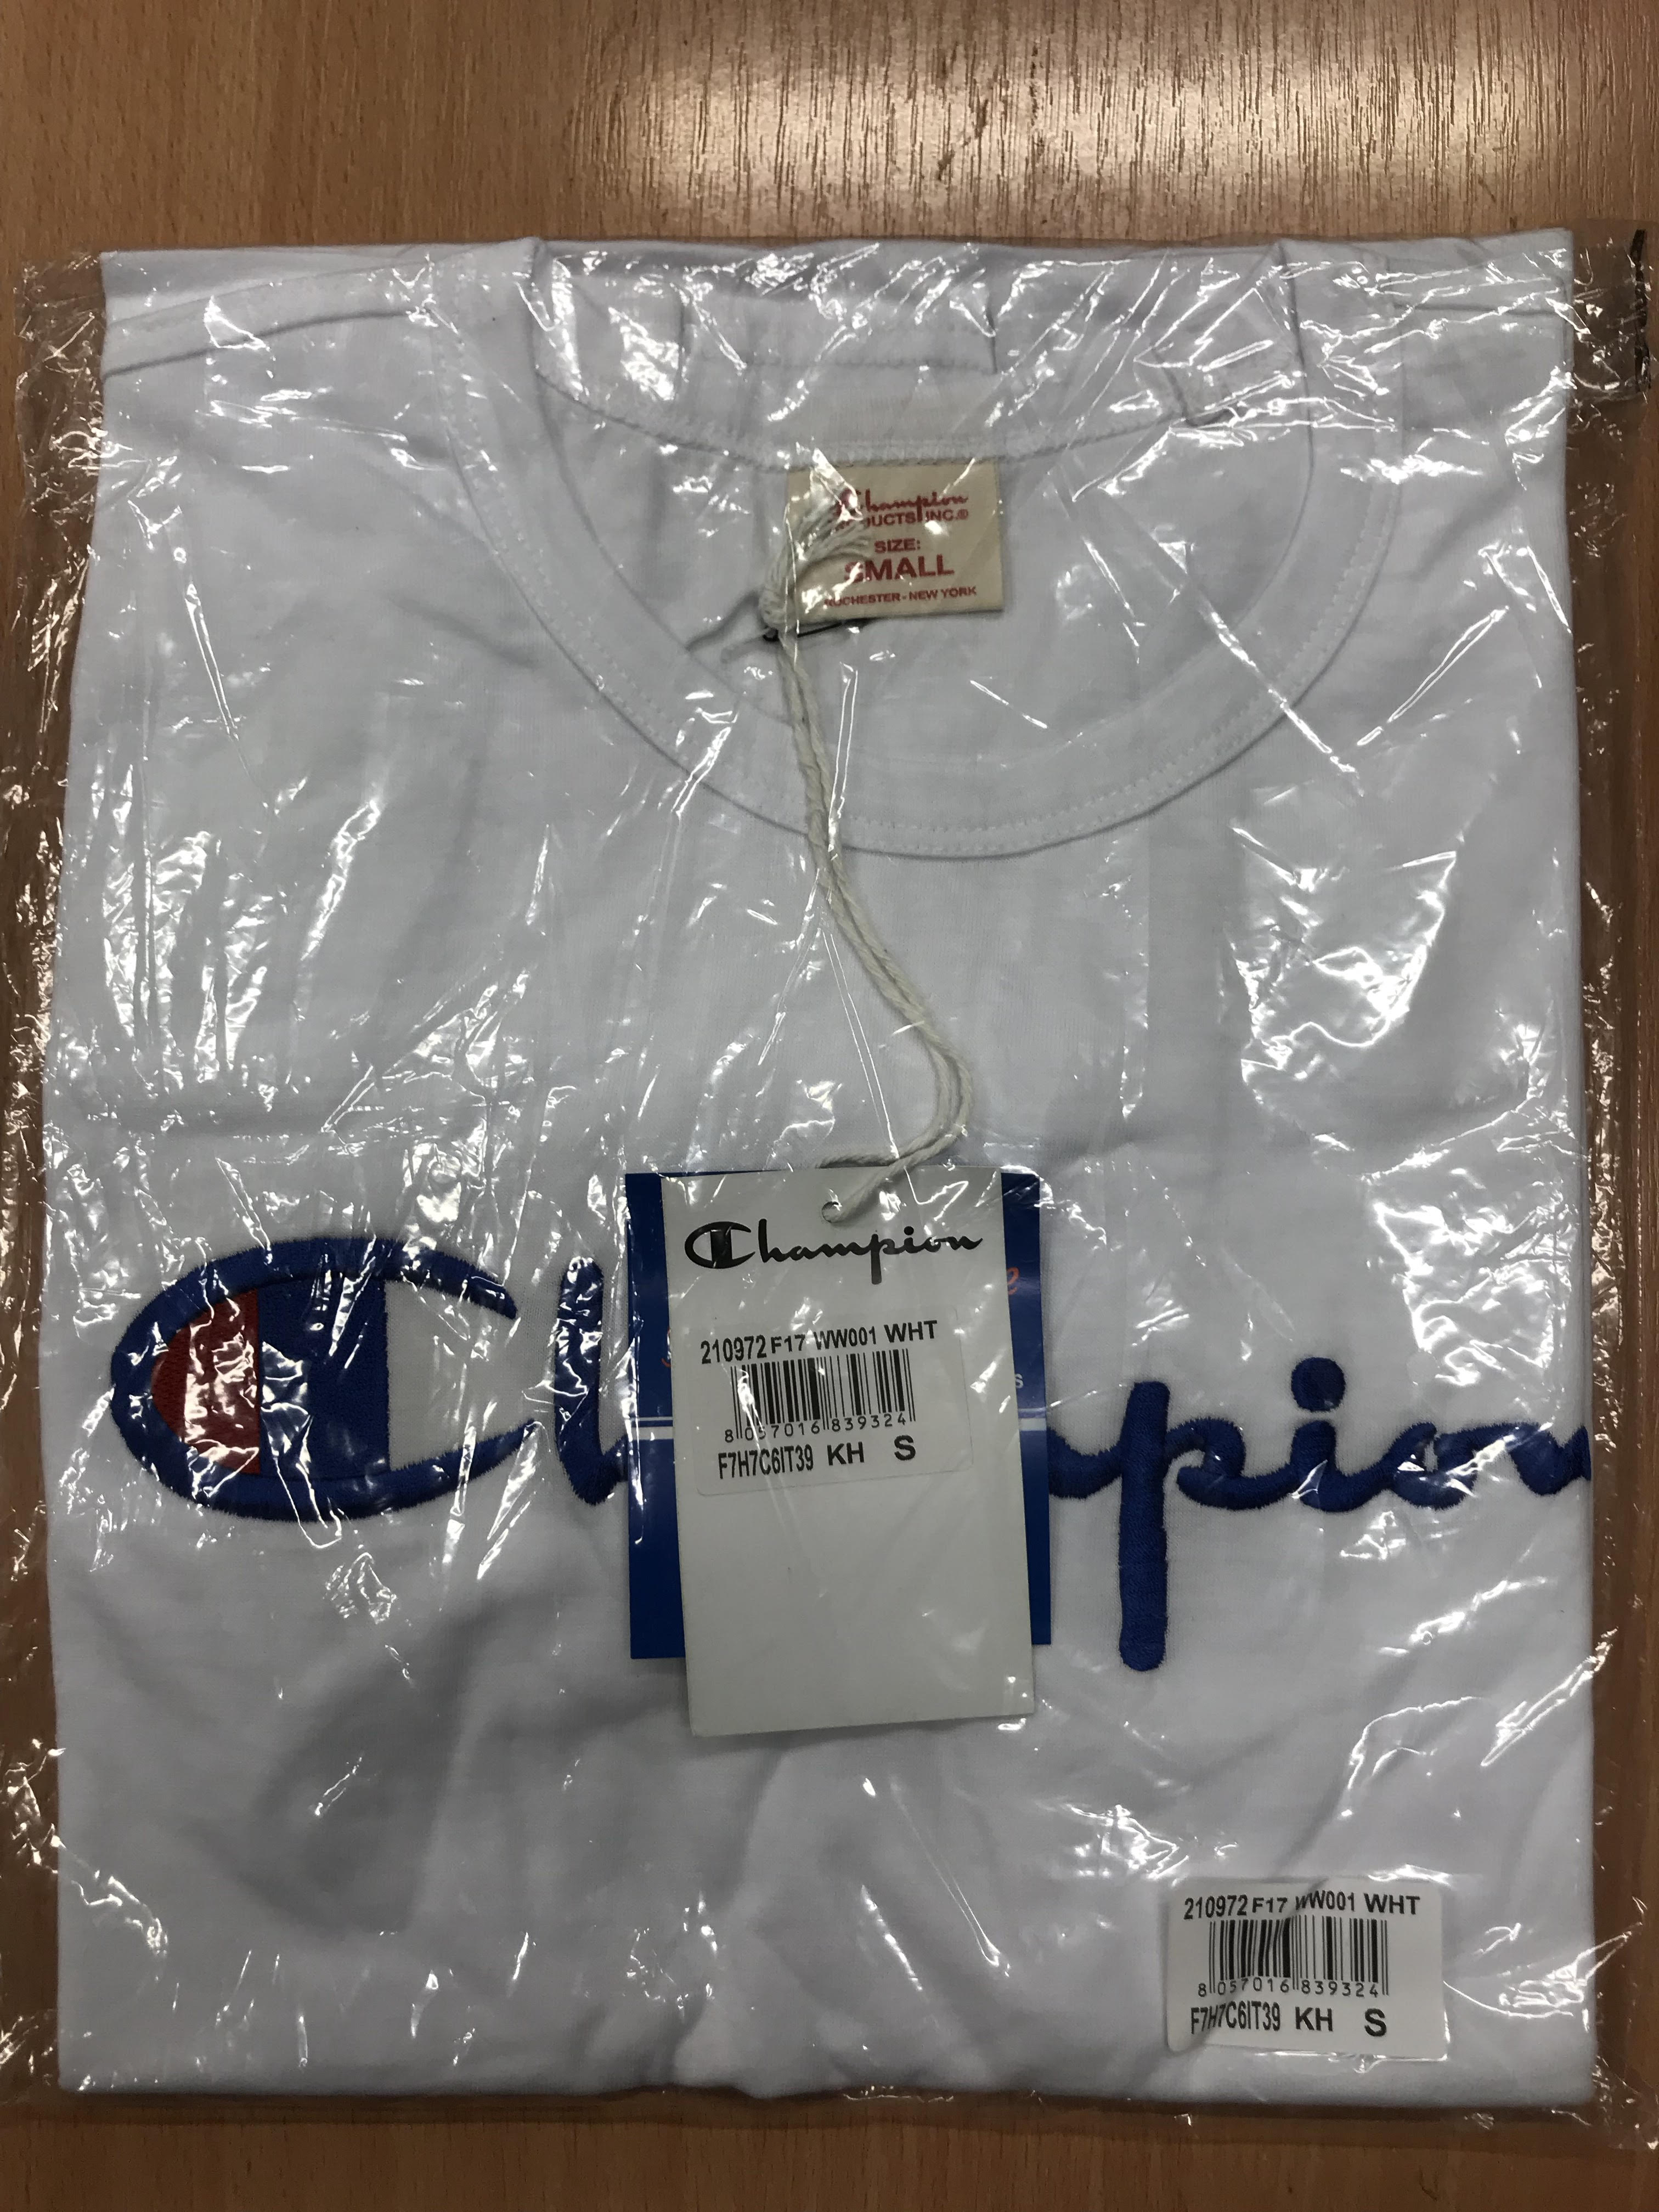 Champion
PRODUCTS INC.®
SIZE:
SMALL
ROCHESTER - NEW YORK
Champion
210972 F17 WW001 WHT
8 057016 839324
F7H7C6IT39 KH S
Champion
210972 F17 WW001 WHT
8 057016 839324
F7H7C6IT39 KH S